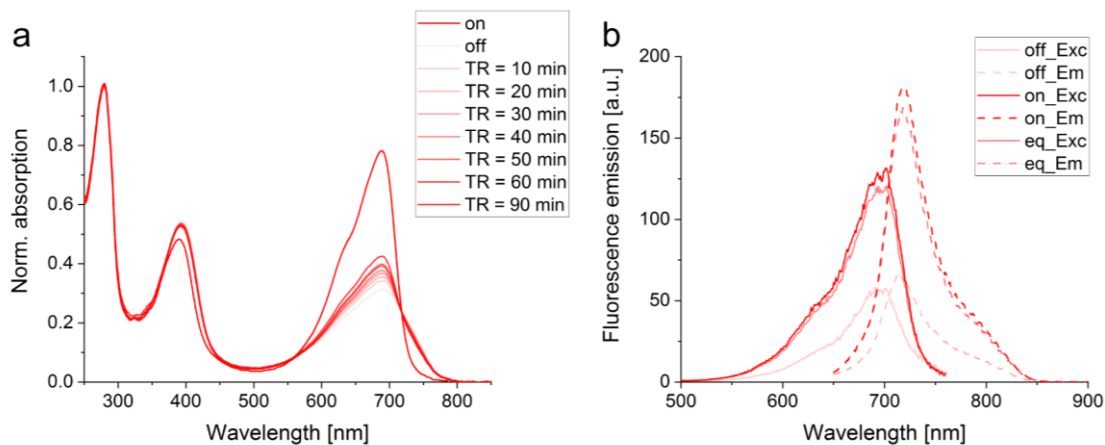 a
on
off
TR = 10 min
TR = 20 min
TR = 30 min
TR = 40 min
TR = 50 min
TR = 60 min
TR = 90 min
1.0
0.8
0.6
0.4
0.2
0.0
Norm. absorption
300 400 500 600 700 800
Wavelength [nm]
b
off_Exc
off_Em
on_Exc
on_Em
eq_Exc
eq_Em
200
150
100
50
0
Fluorescence emission [a.u.]
500 600 700 800 900
Wavelength [nm]